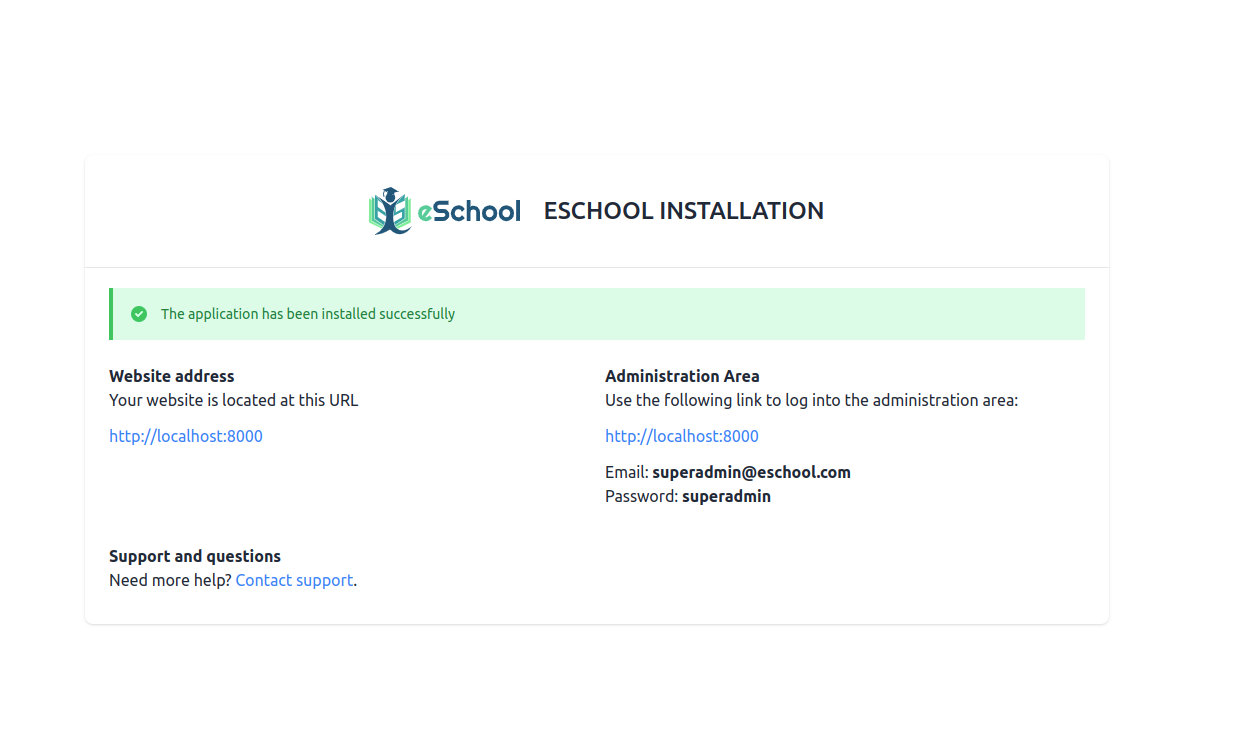 eSchool ESCHOOL INSTALLATION
The application has been installed successfully
Website address
Your website is located at this URL
http://localhost:8000
Administration Area
Use the following link to log into the administration area:
http://localhost:8000
Email: superadmin@eschool.com
Password: superadmin
Support and questions
Need more help? Contact support.